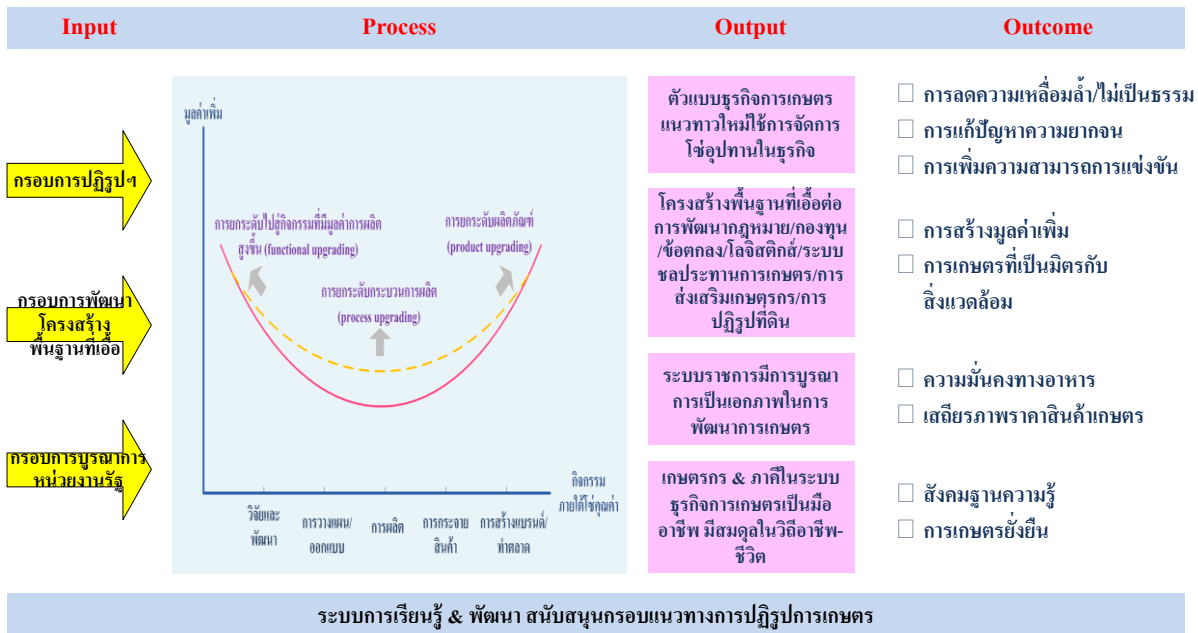 Input
Process
Output
Outcome
กรอบการปฏิรูปฯ
กรอบการพัฒนา
โครงสร้าง
พื้นฐานที่เอื้อ
กรอบการบูรณาการ
หน่วยงานรัฐ
มูลค่าเพิ่ม
การยกระดับไปสู่กิจกรรมที่มีมูลค่าการผลิต
สูงขึ้น (functional upgrading)
การยกระดับผลิตภัณฑ์
(product upgrading)
การยกระดับกระบวนการผลิต
(process upgrading)
กิจกรรม
ภายใต้โซ่คุณค่า
วิจัยและ
พัฒนา
การวางแผน/
ออกแบบ
การผลิต
การกระจาย
สินค้า
การสร้างแบรนด์/
ทำตลาด
ตัวแบบธุรกิจการเกษตร
แนวทาวใหม่ใช้การจัดการ
โซ่อุปทานในธุรกิจ
โครงสร้างพื้นฐานที่เอื้อต่อ
การพัฒนากฎหมาย/กองทุน
/ข้อตกลง/โลจิสติกส์/ระบบ
ชลประทานการเกษตร/การ
ส่งเสริมเกษตรกร/การ
ปฏิรูปที่ดิน
ระบบราชการมีการบูรณา
การเป็นเอกภาพในการ
พัฒนาการเกษตร
เกษตรกร & ภาคีในระบบ
ธุรกิจการเกษตรเป็นมือ
อาชีพ มีสมดุลในวิถีอาชีพ-
ชีวิต
□ การลดความเหลื่อมล้ำ/ไม่เป็นธรรม
□ การแก้ปัญหาความยากจน
□ การเพิ่มความสามารถการแข่งขัน
□ การสร้างมูลค่าเพิ่ม
□ การเกษตรที่เป็นมิตรกับ
สิ่งแวดล้อม
□ ความมั่นคงทางอาหาร
□ เสถียรภาพราคาสินค้าเกษตร
□ สังคมฐานความรู้
□ การเกษตรยั่งยืน
ระบบการเรียนรู้ & พัฒนา สนับสนุนกรอบแนวทางการปฏิรูปการเกษตร